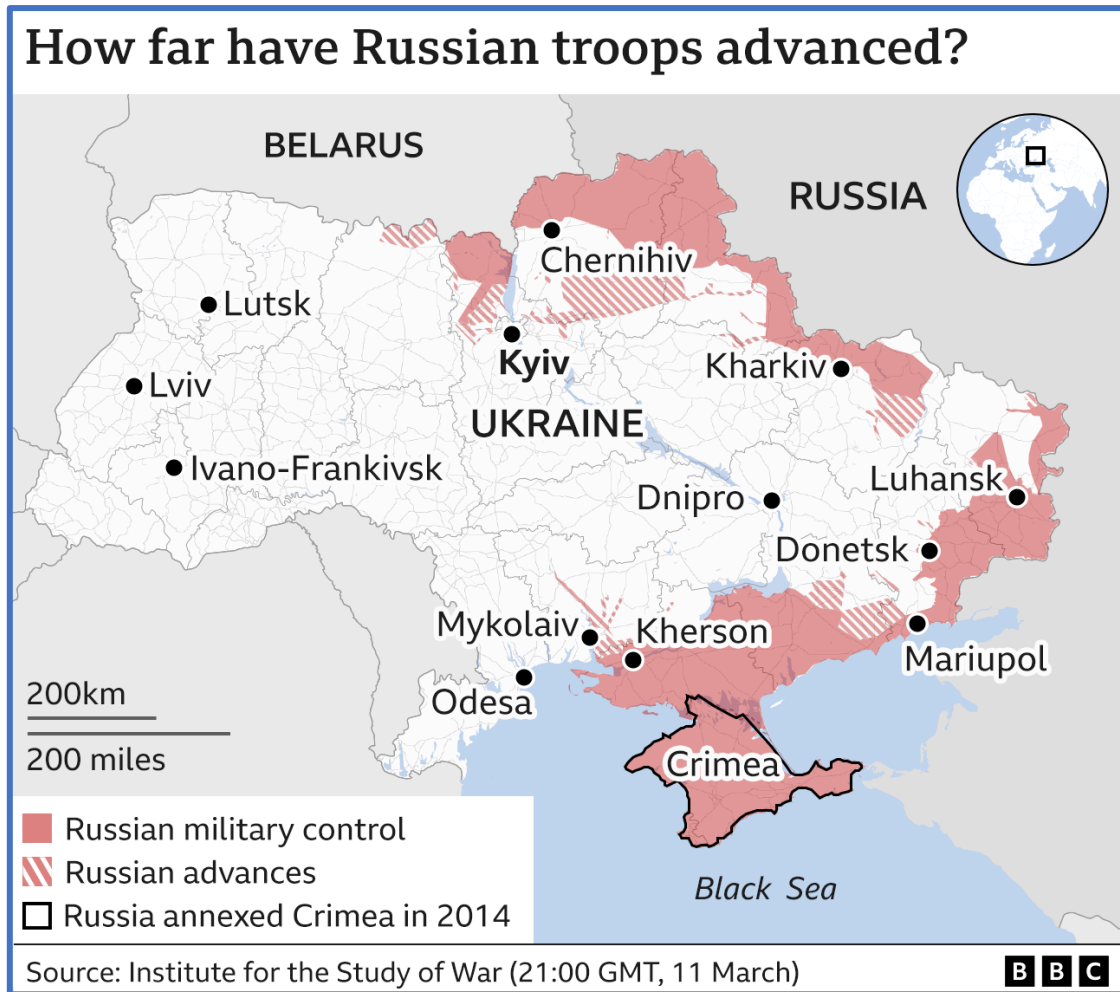 How far have Russian troops advanced?
BELARUS
RUSSIA
Chernihiv
Lutsk
Kyiv
Kharkiv
Lviv
UKRAINE
Ivano-Frankivsk
Luhansk
Dnipro
Donetsk
Mykolaiv
Kherson
Mariupol
Odesa
200km
200 miles
Crimea
Russian military control
Russian advances
Russia annexed Crimea in 2014
Black Sea
Source: Institute for the Study of War (21:00 GMT, 11 March)
BBC